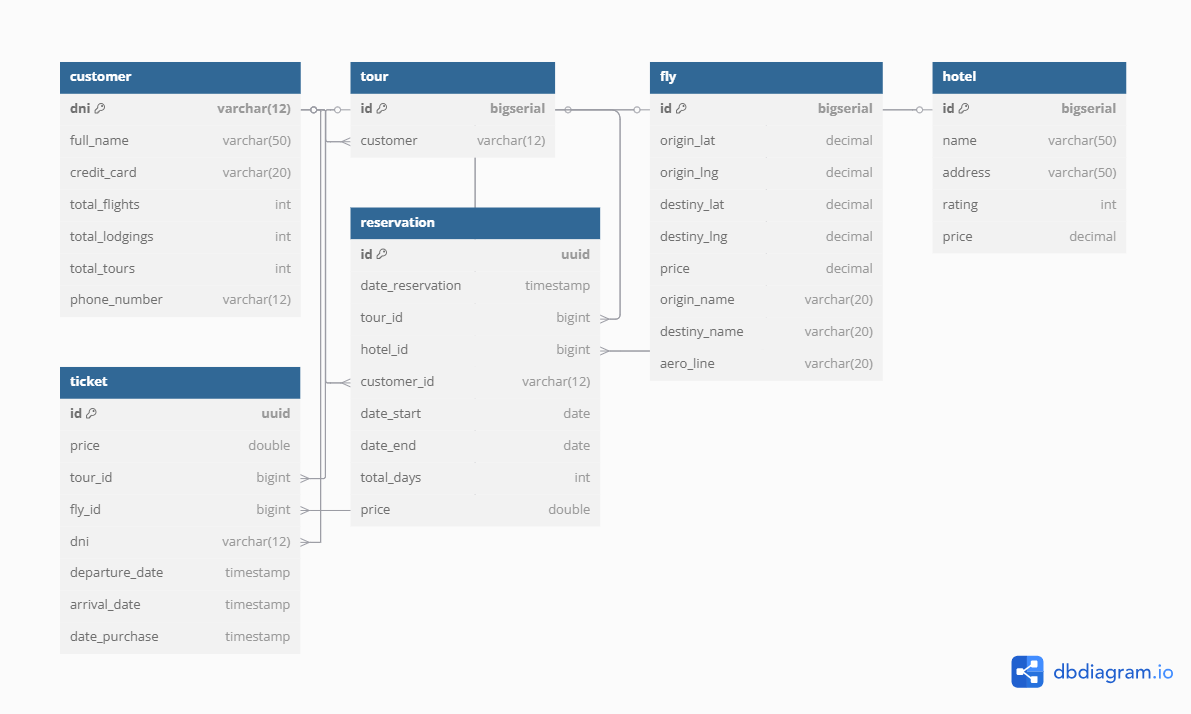 customer
dni varchar(12)
full_name varchar(50)
credit_card varchar(20)
total_flights int
total_lodgings int
total_tours int
phone_number varchar(12)
tour
id bigserial
customer varchar(12)
fly
id bigserial
origin_lat decimal
origin_lng decimal
destiny_lat decimal
destiny_lng decimal
price decimal
origin_name varchar(20)
destiny_name varchar(20)
aero_line varchar(20)
hotel
id bigserial
name varchar(50)
address varchar(50)
rating int
price decimal
reservation
id uuid
date_reservation timestamp
tour_id bigint
hotel_id bigint
customer_id varchar(12)
date_start date
date_end date
total_days int
price double
ticket
id uuid
price double
tour_id bigint
fly_id bigint
dni varchar(12)
departure_date timestamp
arrival_date timestamp
date_purchase timestamp
dbdiagram.io